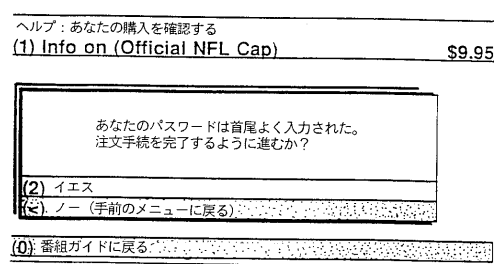 ヘルプ：あなたの購入を確認する
(1) Info on (Official NFL Cap) $9.95
あなたのパスワードは首尾よく入力された。
注文手続を完了するように進むか？
(2) イエス
(<) ノー（手前のメニューに戻る）
(0) 番組ガイドに戻る